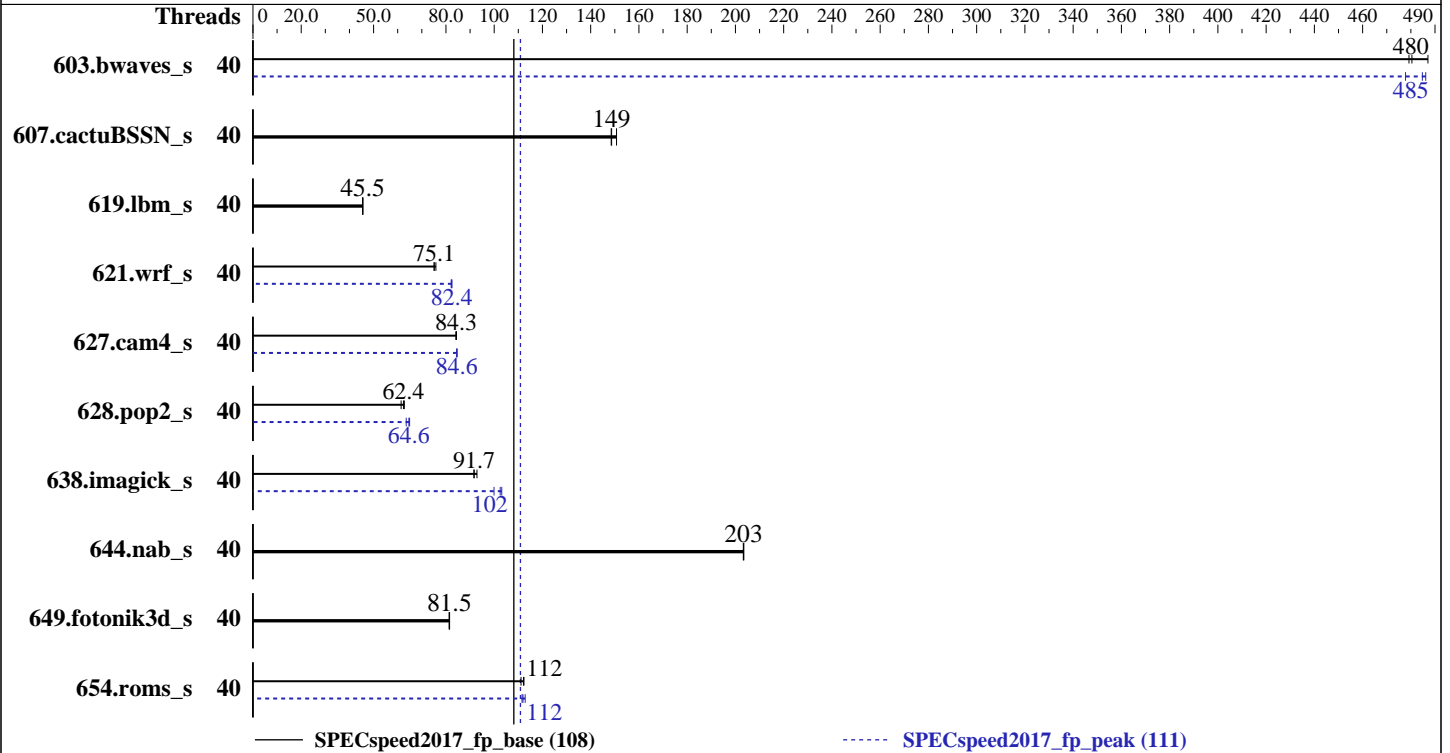 Threads 0 20.0 50.0 80.0 100 120 140 160 180 200 220 240 260 280 300 320 340 360 380 400 420 440 460 490
603.bwaves_s 40 480
485
607.cactuBSSN_s 40 149
619.lbm_s 40 45.5
621.wrf_s 40 75.1
82.4
627.cam4_s 40 84.3
84.6
628.pop2_s 40 62.4
64.6
638.imagick_s 40 91.7
102
644.nab_s 40 203
649.fotonik3d_s 40 81.5
654.roms_s 40 112
112
SPECspeed2017_fp_base (108) SPECspeed2017_fp_peak (111)